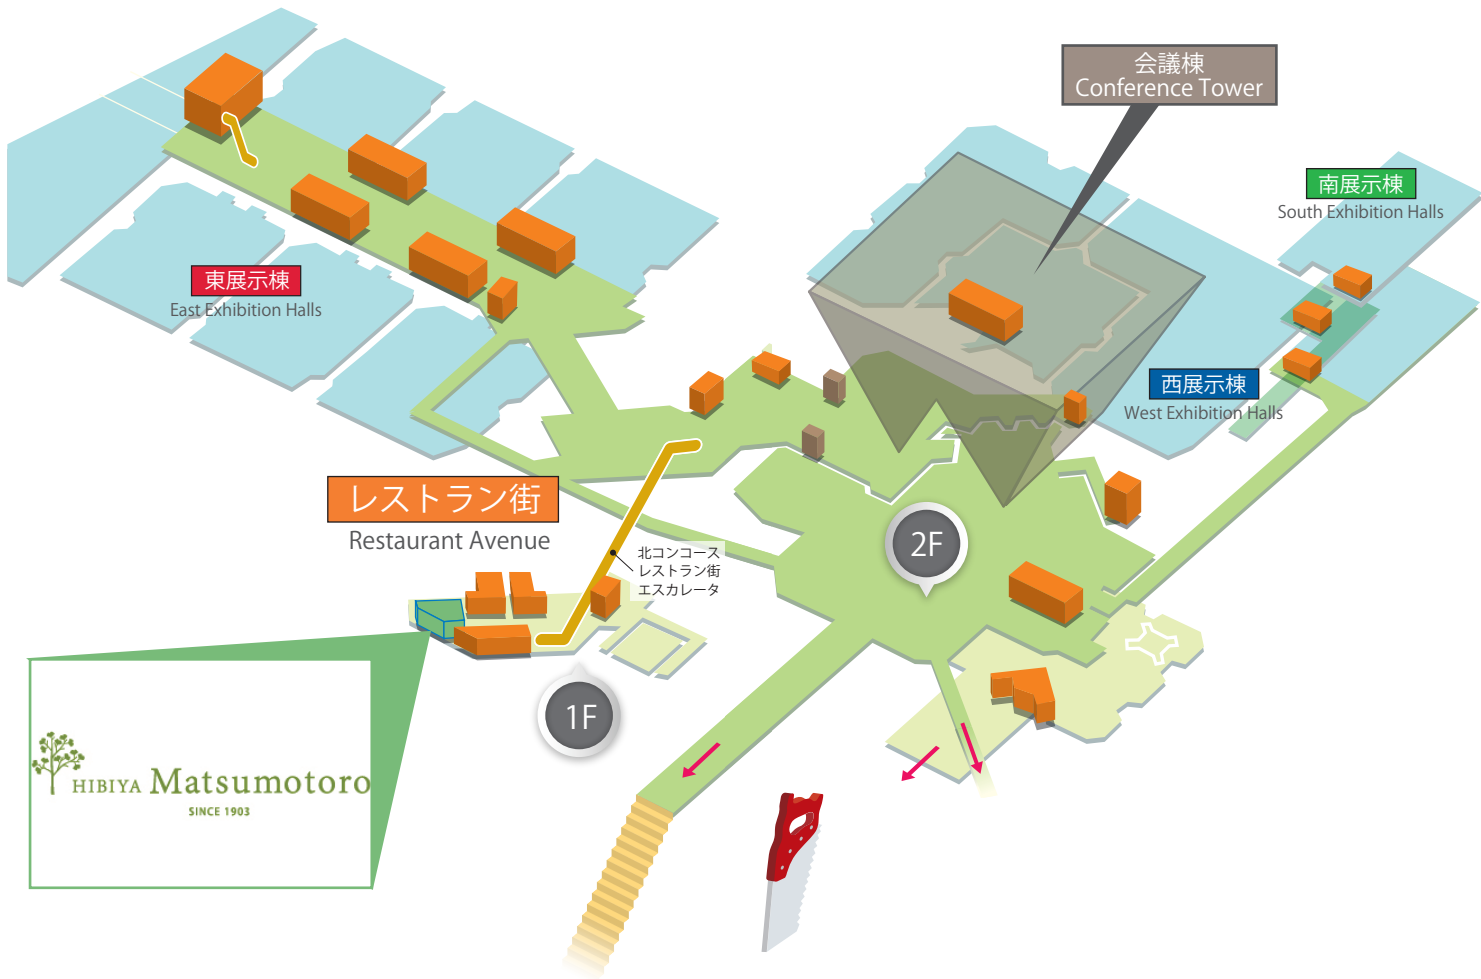 会議棟
Conference Tower
南展示棟
South Exhibition Halls
東展示棟
East Exhibition Halls
西展示棟
West Exhibition Halls
レストラン街
Restaurant Avenue
北コンコース
レストラン街
エスカレータ
2F
1F
HIBIYA Matsumotoro
SINCE 1903